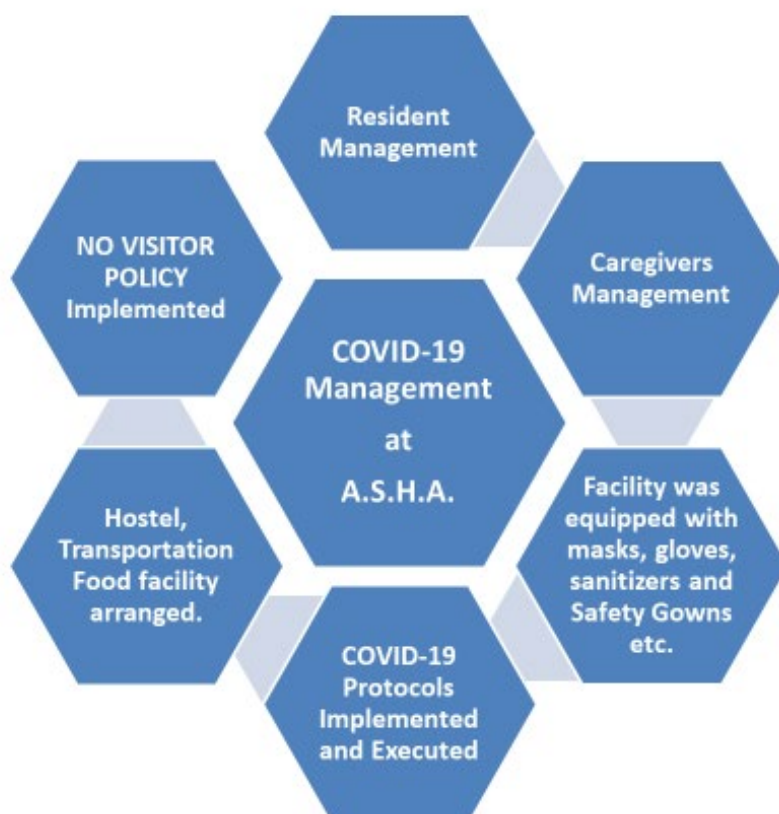 Resident
Management
Caregivers
Management
Facility was
equipped with
masks, gloves,
sanitizers and
Safety Gowns
etc.
COVID-19
Protocols
Implemented
and Executed
Hostel,
Transportation
Food facility
arranged.
NO VISITOR
POLICY
Implemented
COVID-19
Management
at
A.S.H.A.